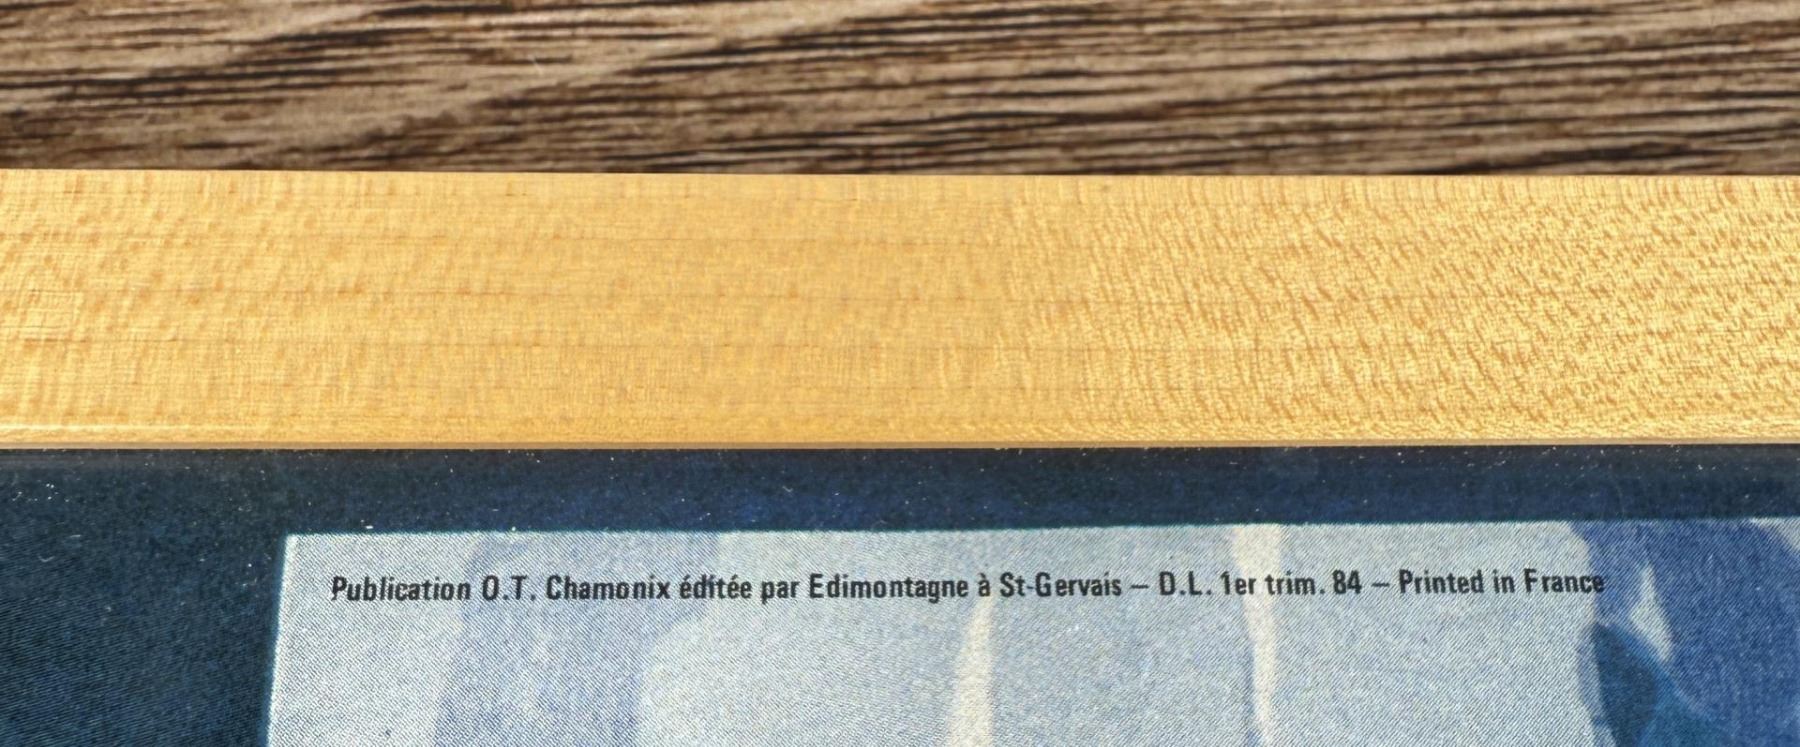 Publication O.T. Chamonix éditée par Edimontagne à St-Gervais – D.L. 1er trim. 84 – Printed in France